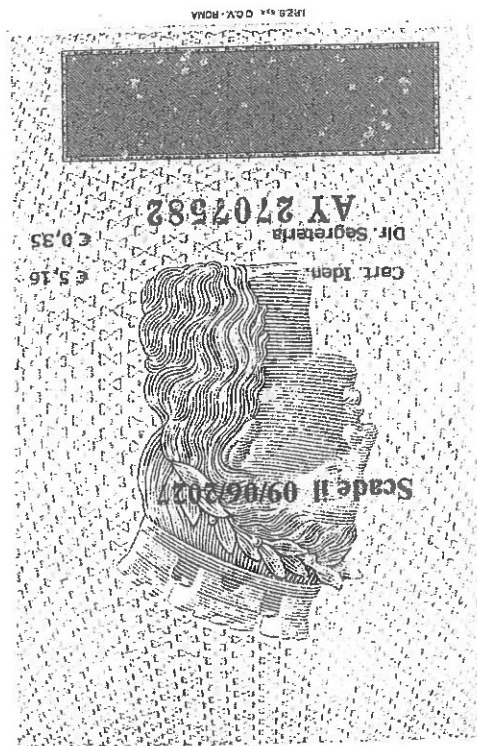 Scade il 09/06/2027
Cart. Iden. € 5,16
Dir. Segreteria € 0,35
AY 2707582
I.P.Z.S. s.p.a. - O.C.V. - ROMA